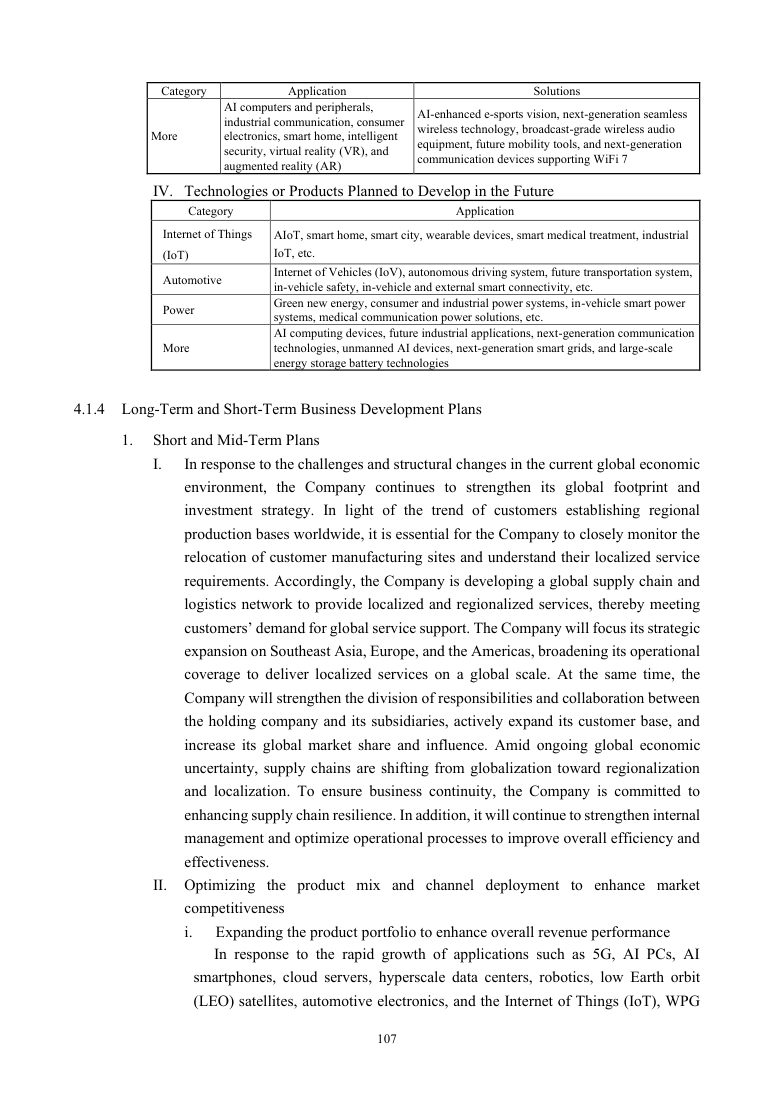 Category Application Solutions
More
AI computers and peripherals,
industrial communication, consumer
electronics, smart home, intelligent
security, virtual reality (VR), and
augmented reality (AR)
AI-enhanced e-sports vision, next-generation seamless
wireless technology, broadcast-grade wireless audio
equipment, future mobility tools, and next-generation
communication devices supporting WiFi 7
IV. Technologies or Products Planned to Develop in the Future
Category Application
Internet of Things
(IoT)
AIoT, smart home, smart city, wearable devices, smart medical treatment, industrial
IoT, etc.
Automotive
Internet of Vehicles (IoV), autonomous driving system, future transportation system,
in-vehicle safety, in-vehicle and external smart connectivity, etc.
Power
Green new energy, consumer and industrial power systems, in-vehicle smart power
systems, medical communication power solutions, etc.
More
AI computing devices, future industrial applications, next-generation communication
technologies, unmanned AI devices, next-generation smart grids, and large-scale
energy storage battery technologies
4.1.4 Long-Term and Short-Term Business Development Plans
1. Short and Mid-Term Plans
I. In response to the challenges and structural changes in the current global economic
environment, the Company continues to strengthen its global footprint and
investment strategy. In light of the trend of customers establishing regional
production bases worldwide, it is essential for the Company to closely monitor the
relocation of customer manufacturing sites and understand their localized service
requirements. Accordingly, the Company is developing a global supply chain and
logistics network to provide localized and regionalized services, thereby meeting
customers’ demand for global service support. The Company will focus its strategic
expansion on Southeast Asia, Europe, and the Americas, broadening its operational
coverage to deliver localized services on a global scale. At the same time, the
Company will strengthen the division of responsibilities and collaboration between
the holding company and its subsidiaries, actively expand its customer base, and
increase its global market share and influence. Amid ongoing global economic
uncertainty, supply chains are shifting from globalization toward regionalization
and localization. To ensure business continuity, the Company is committed to
enhancing supply chain resilience. In addition, it will continue to strengthen internal
management and optimize operational processes to improve overall efficiency and
effectiveness.
II. Optimizing the product mix and channel deployment to enhance market
competitiveness
i. Expanding the product portfolio to enhance overall revenue performance
In response to the rapid growth of applications such as 5G, AI PCs, AI
smartphones, cloud servers, hyperscale data centers, robotics, low Earth orbit
(LEO) satellites, automotive electronics, and the Internet of Things (IoT), WPG
107